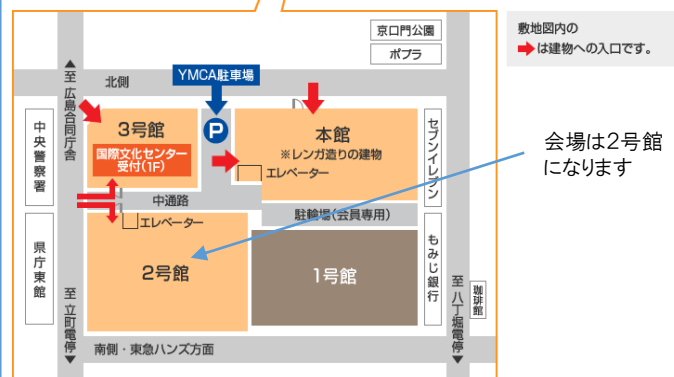 京口門公園
ポプラ
敷地図内の
➡は建物への入口です。
▲至 広島合同庁舎
北側
YMCA駐車場
P
3号館
国際文化センター
受付(1F)
本館
※レンガ造りの建物
エレベーター
セブンイレブン
中央警察署
会場は2号館
になります
中通路
駐輪場(会員専用)
エレベーター
2号館
1号館
県庁東館
もみじ銀行
至 立町電停▼
至 八丁堀電停▼
珈琲館
南側・東急ハンズ方面